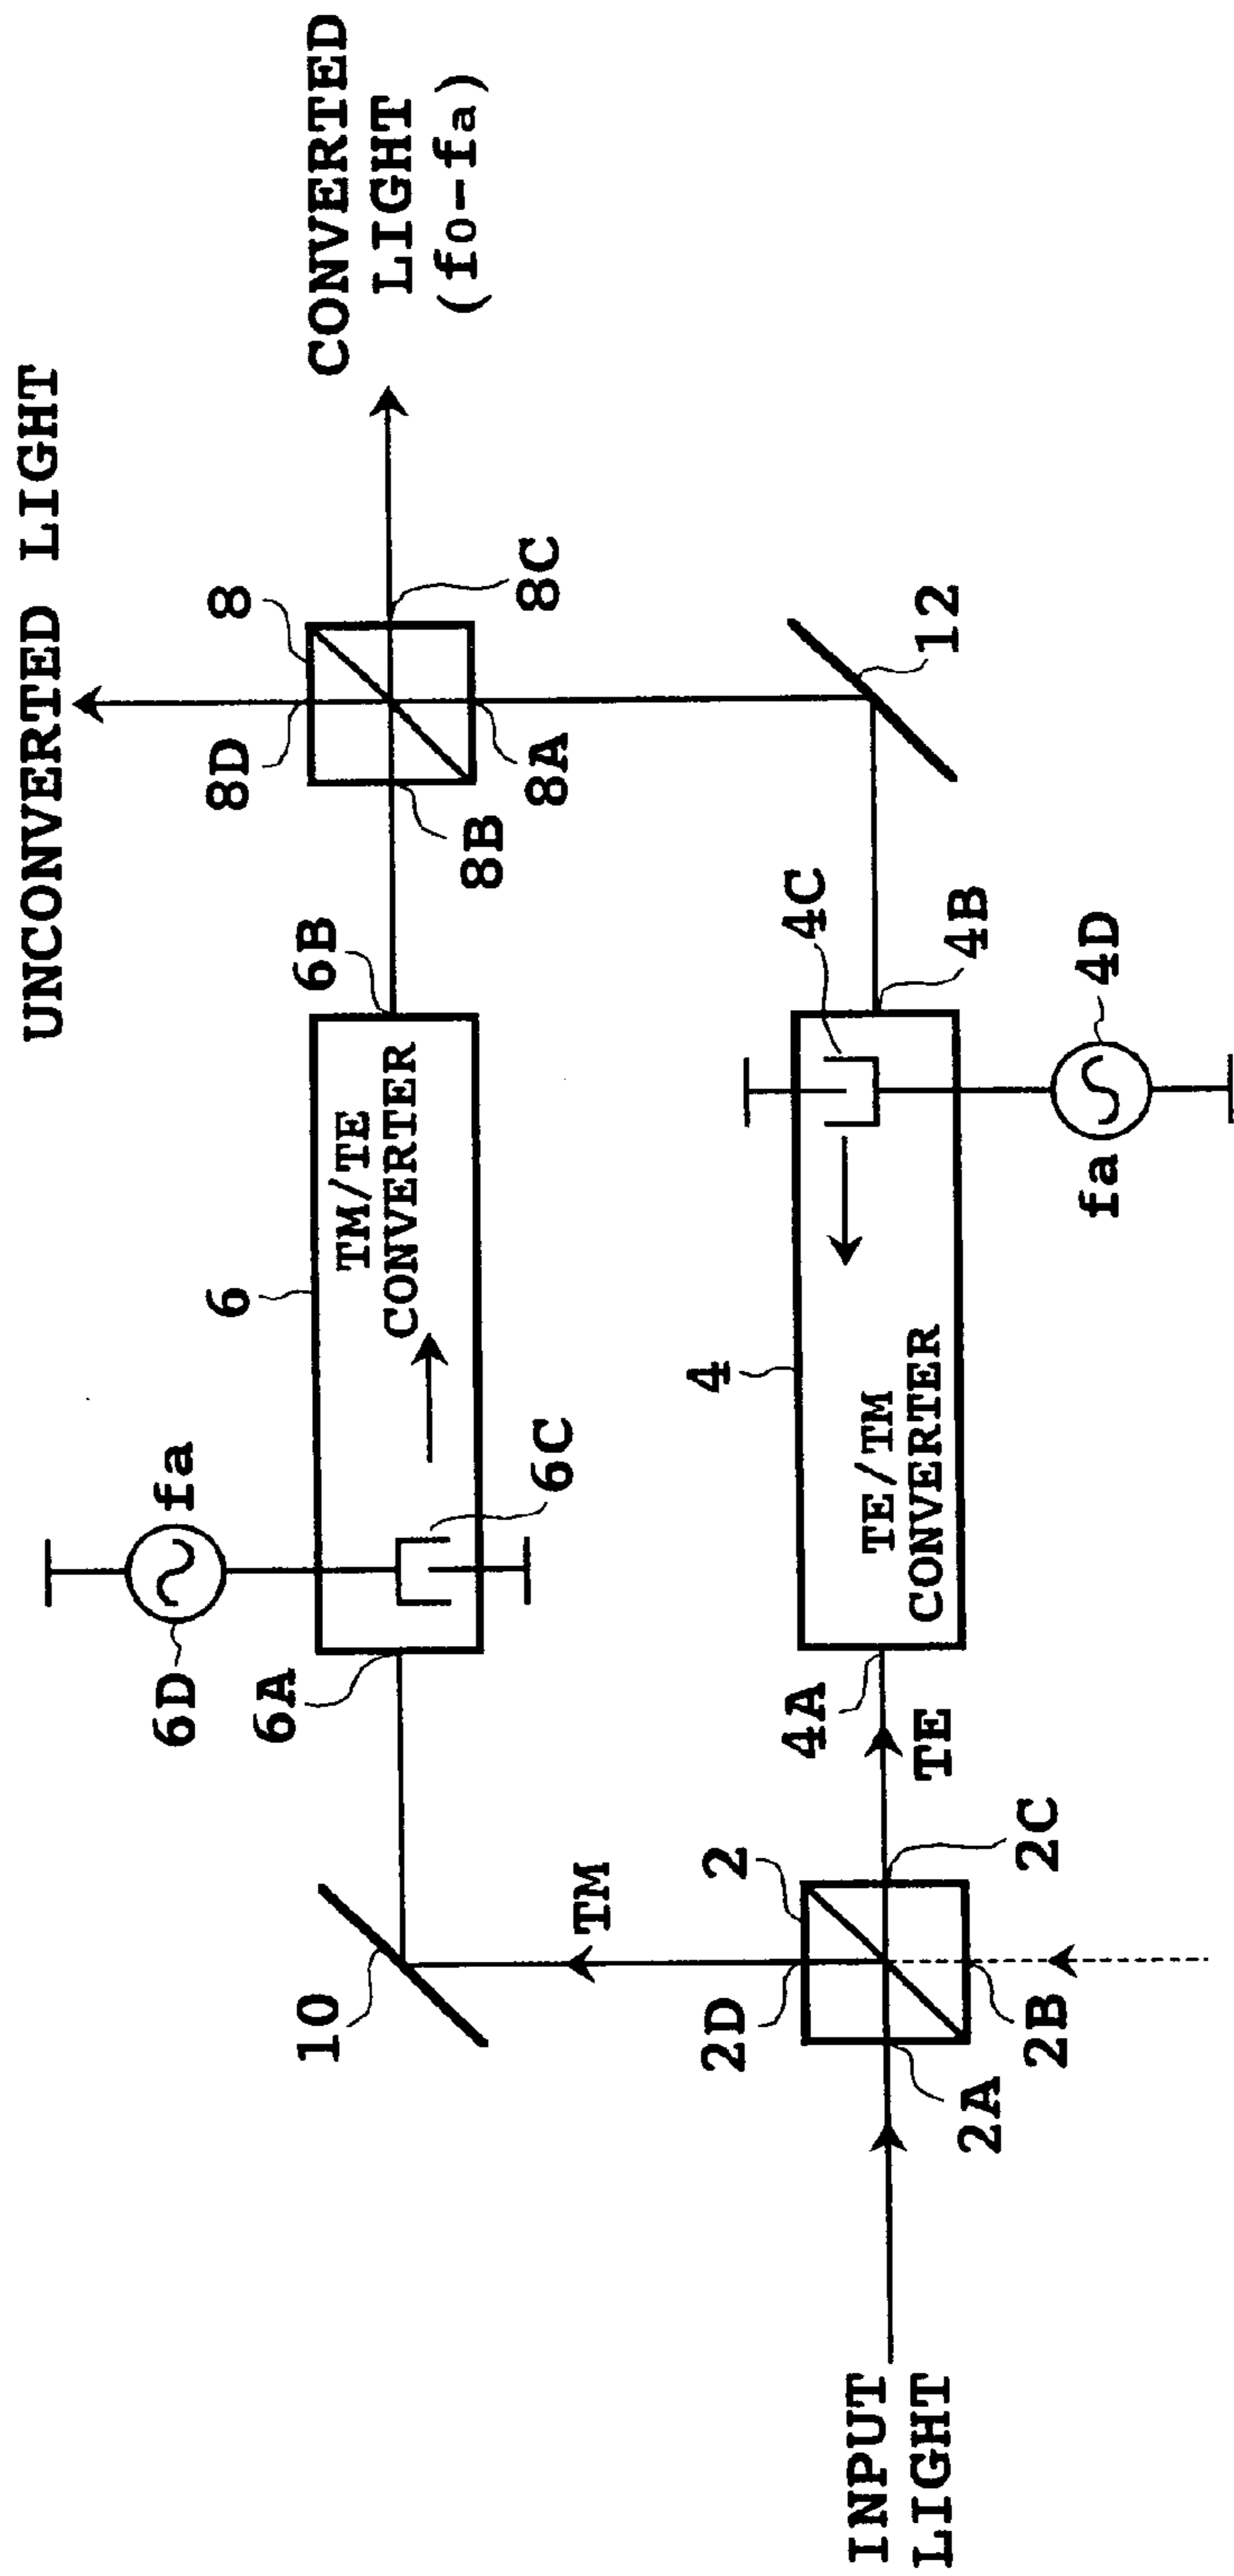 UNCONVERTED LIGHT
CONVERTED
LIGHT
(fo-fa)
8D
8
8B
8A
8C
6D
fa
6A
6
6B
TM/TE
CONVERTER
6C
10
TM
12
4
4C
TE/TM
CONVERTER
4A
TE
4B
fa
4D
2D
2
2A
2B
2C
INPUT
LIGHT